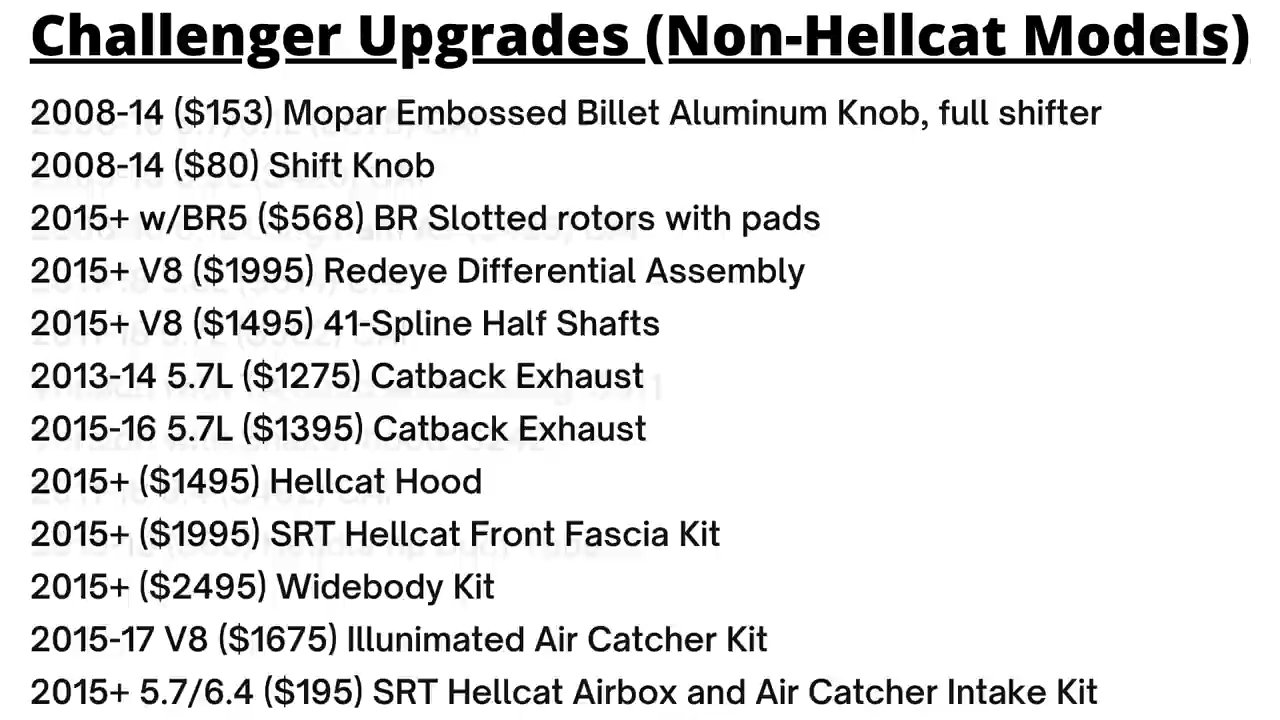 Challenger Upgrades (Non-Hellcat Models)
2008-14 ($153) Mopar Embossed Billet Aluminum Knob, full shifter
2008-14 ($80) Shift Knob
2015+ w/BR5 ($568) BR Slotted rotors with pads
2015+ V8 ($1995) Redeye Differential Assembly
2015+ V8 ($1495) 41-Spline Half Shafts
2013-14 5.7L ($1275) Catback Exhaust
2015-16 5.7L ($1395) Catback Exhaust
2015+ ($1495) Hellcat Hood
2015+ ($1995) SRT Hellcat Front Fascia Kit
2015+ ($2495) Widebody Kit
2015-17 V8 ($1675) Illunimated Air Catcher Kit
2015+ 5.7/6.4 ($195) SRT Hellcat Airbox and Air Catcher Intake Kit